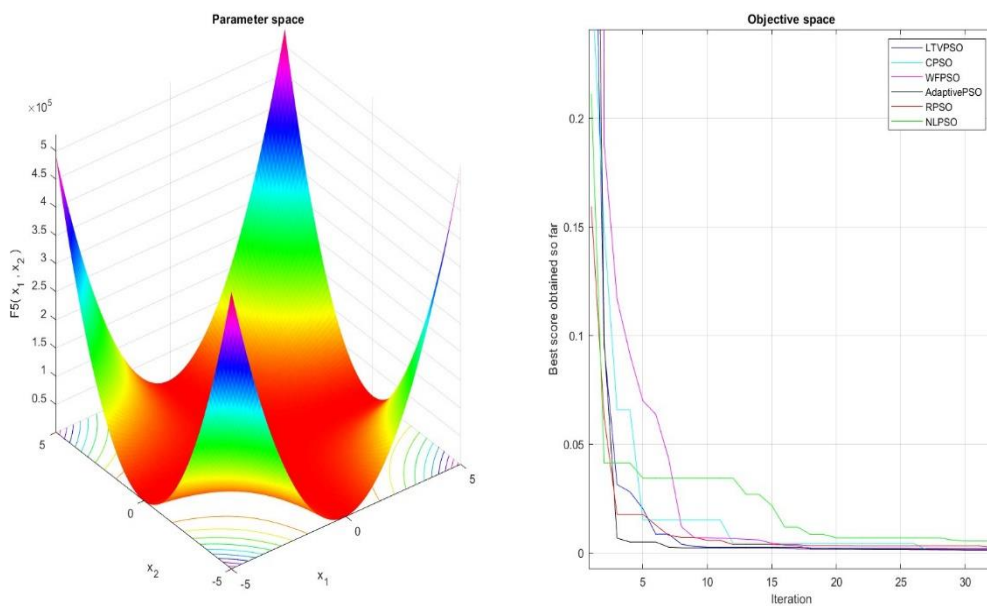 Parameter space
×10⁵
5
4.5
4
3.5
3
2.5
2
1.5
1
0.5
F5( x₁ , x₂ )
5
0
-5
x₂
-5
0
5
x₁
Objective space
LTVPSO
CPSO
WFPSO
AdaptivePSO
RPSO
NLPSO
0.2
0.15
0.1
0.05
0
Best score obtained so far
5
10
15
20
25
30
Iteration